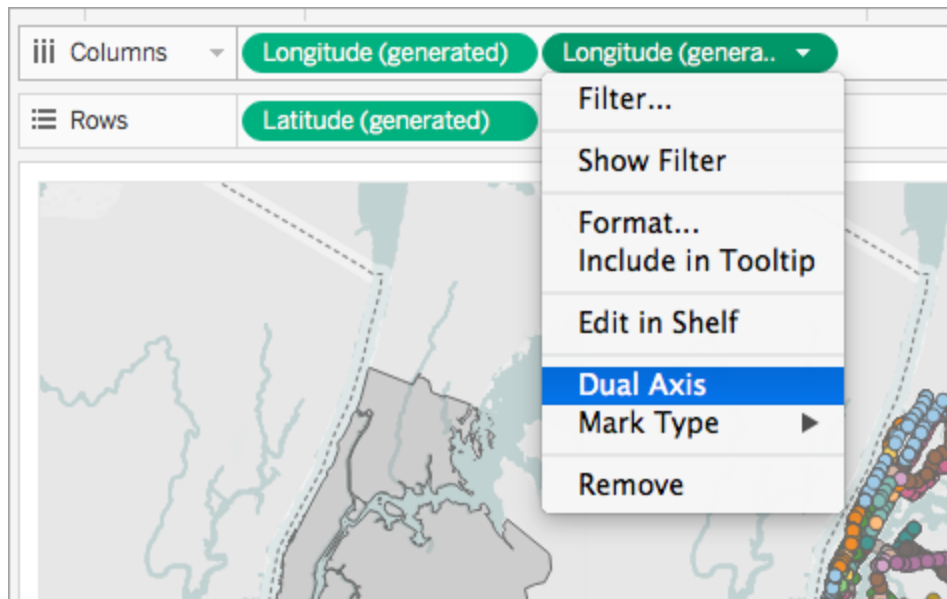 Columns
Longitude (generated)
Longitude (genera..
Rows
Latitude (generated)
Filter...
Show Filter
Format...
Include in Tooltip
Edit in Shelf
Dual Axis
Mark Type
Remove